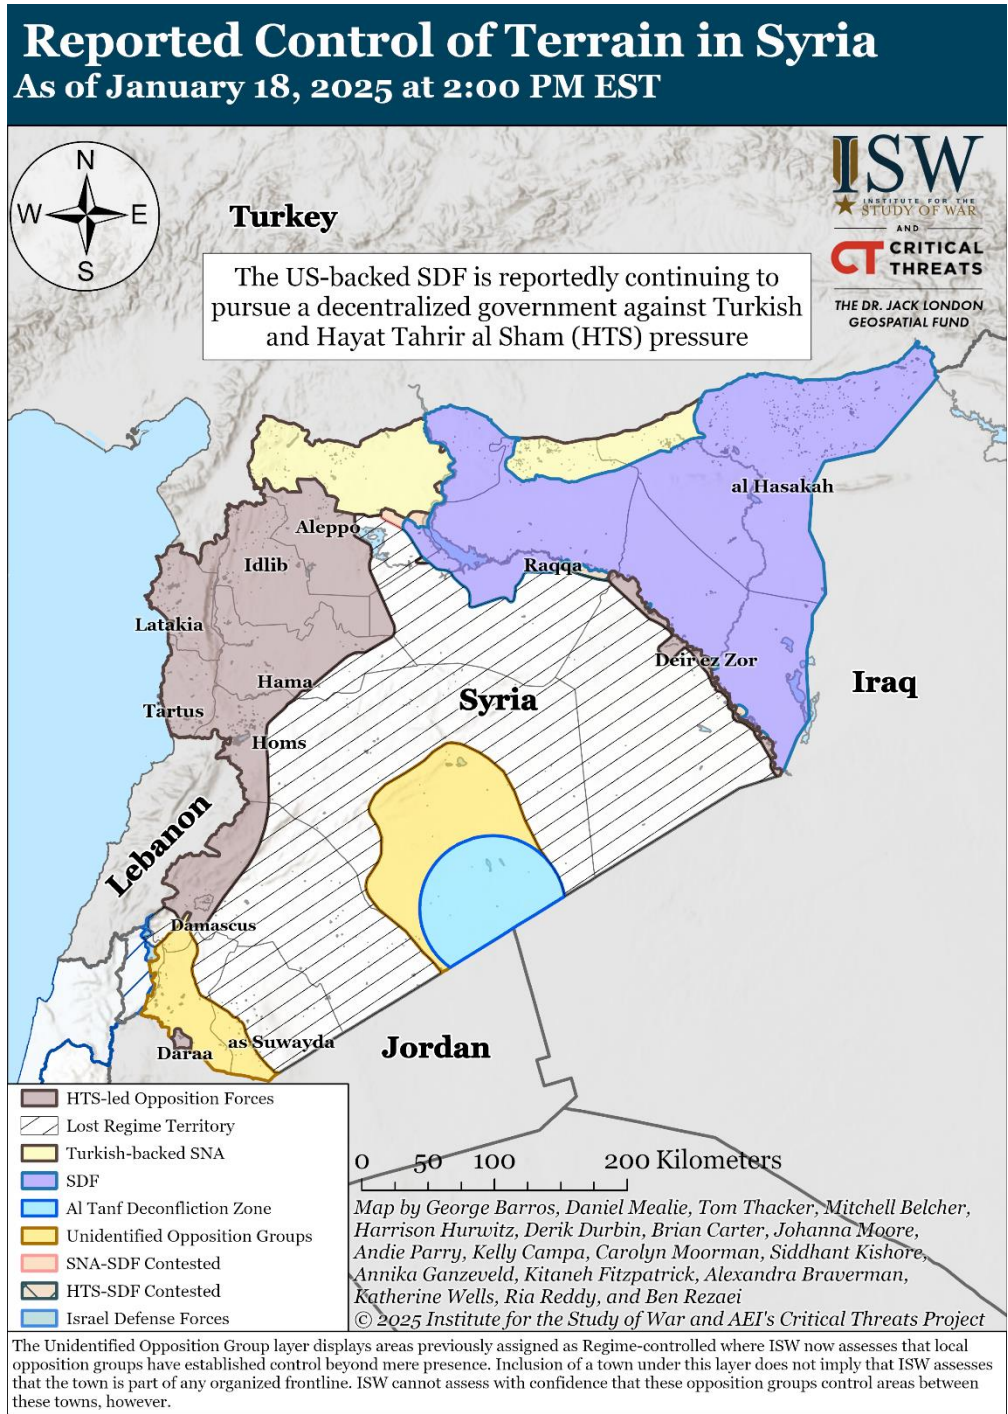 Reported Control of Terrain in Syria
As of January 18, 2025 at 2:00 PM EST
N
W
E
S
Turkey
ISW
INSTITUTE FOR THE
STUDY OF WAR
AND
CT CRITICAL
THREATS
THE DR. JACK LONDON
GEOSPATIAL FUND
The US-backed SDF is reportedly continuing to
pursue a decentralized government against Turkish
and Hayat Tahrir al Sham (HTS) pressure
al Hasakah
Aleppo
Idlib
Raqqa
Latakia
Deir ez Zor
Hama
Iraq
Syria
Tartus
Homs
Lebanon
Damascus
as Suwayda
Daraa
Jordan
HTS-led Opposition Forces
Lost Regime Territory
Turkish-backed SNA
SDF
Al Tanf Deconfliction Zone
Unidentified Opposition Groups
SNA-SDF Contested
HTS-SDF Contested
Israel Defense Forces
0 50 100 200 Kilometers
Map by George Barros, Daniel Mealie, Tom Thacker, Mitchell Belcher,
Harrison Hurwitz, Derik Durbin, Brian Carter, Johanna Moore,
Andie Parry, Kelly Campa, Carolyn Moorman, Siddhant Kishore,
Annika Ganzeveld, Kitaneh Fitzpatrick, Alexandra Braverman,
Katherine Wells, Ria Reddy, and Ben Rezaei
© 2025 Institute for the Study of War and AEI's Critical Threats Project
The Unidentified Opposition Group layer displays areas previously assigned as Regime-controlled where ISW now assesses that local
opposition groups have established control beyond mere presence. Inclusion of a town under this layer does not imply that ISW assesses
that the town is part of any organized frontline. ISW cannot assess with confidence that these opposition groups control areas between
these towns, however.